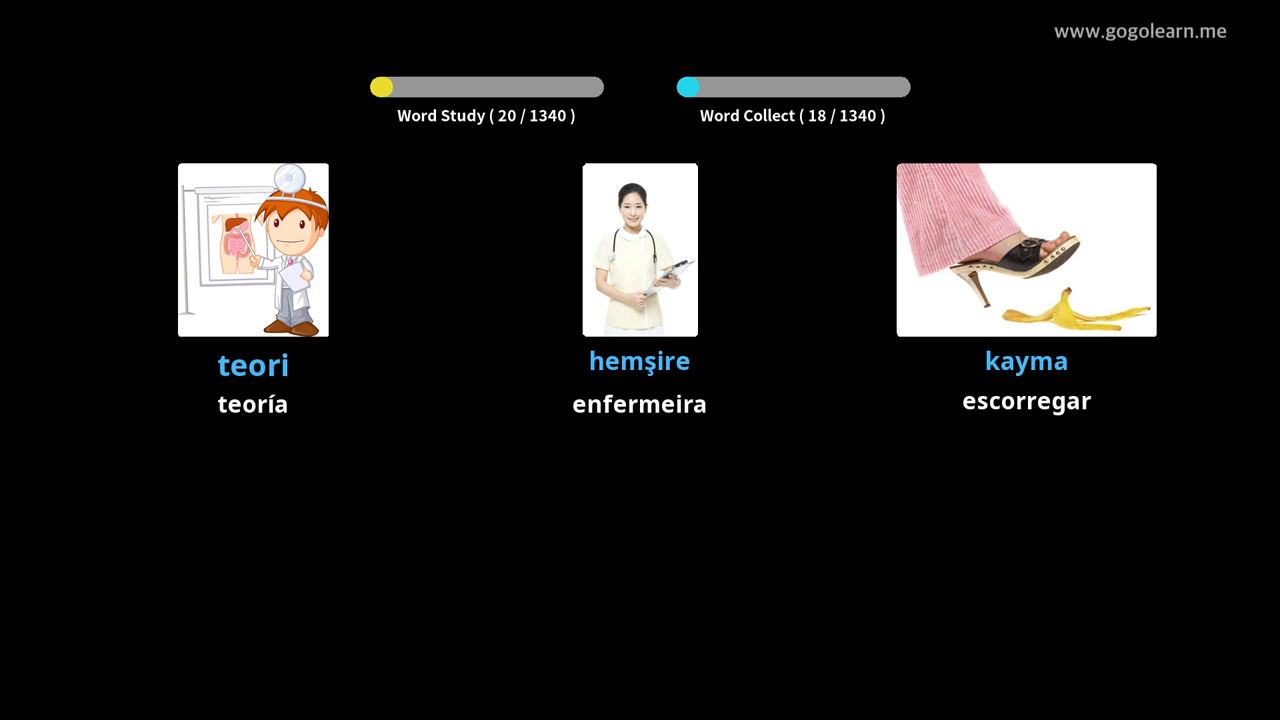 www.gogolearn.me
Word Study ( 20 / 1340 )
Word Collect ( 18 / 1340 )
teori
hemşire
kayma
teoría
enfermeira
escorregar